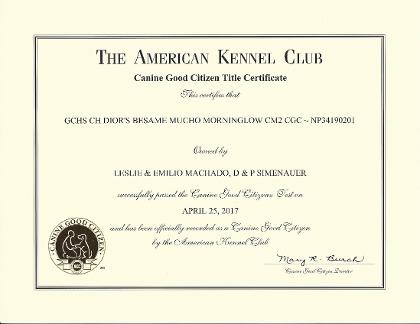 THE AMERICAN KENNEL CLUB
Canine Good Citizen Title Certificate
This certifies that
GCHS CH DIOR'S BESAME MUCHO MORNINGLOW CM2 CGC ~ NP34190201
Owned by
LESLIE & EMILIO MACHADO, D & P SIMENAUER
successfully passed the Canine Good Citizen Test on
APRIL 25, 2017
and has been officially recorded as a Canine Good Citizen
by the American Kennel Club
CANINE GOOD CITIZEN
AKC
Mary R. Burch
Canine Good Citizen Director